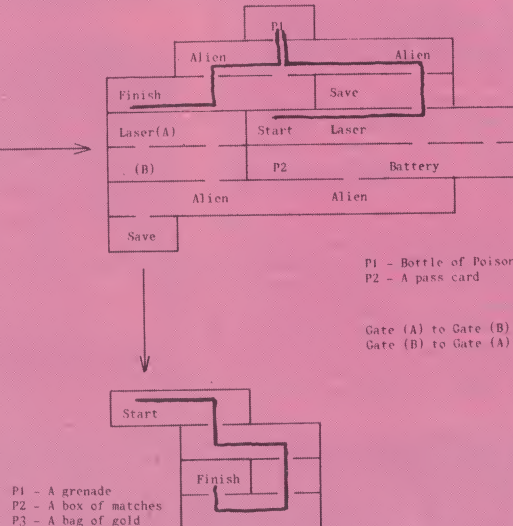 P1
Alien Alien
Finish Save
Laser(A) Start Laser
(B) P2 Battery
Alien Alien
Save
P1 - Bottle of Poison
P2 - A pass card
Gate (A) to Gate (B)
Gate (B) to Gate (A)
Start
Finish
P1 - A grenade
P2 - A box of matches
P3 - A bag of gold